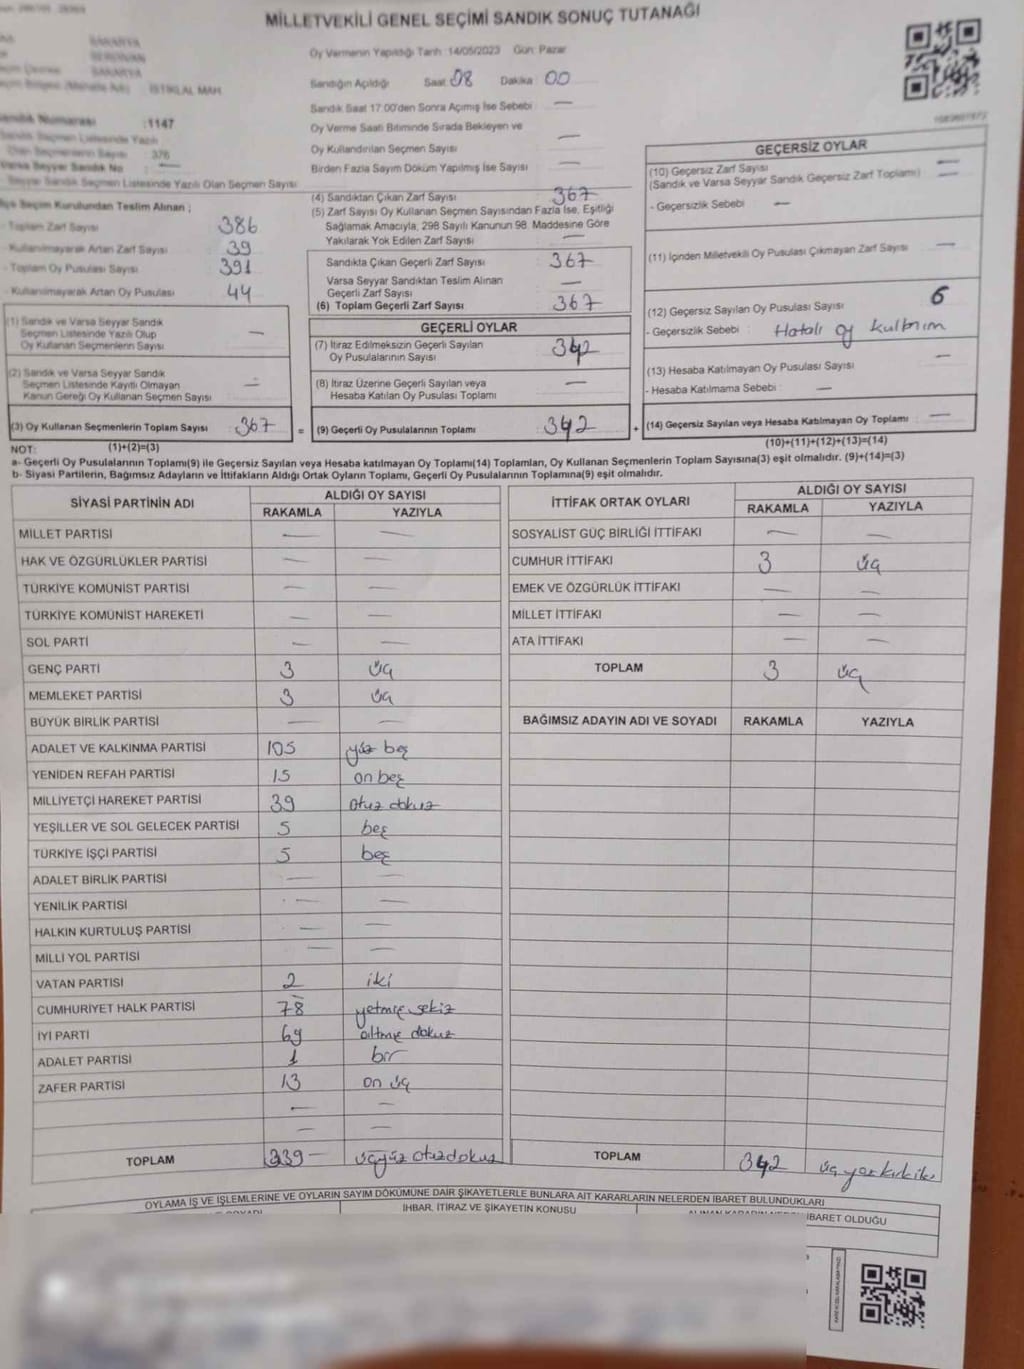 MİLLETVEKİLİ GENEL SEÇİMİ SANDIK SONUÇ TUTANAĞI
SAKARYA
SERDİVAN
SAKARYA
İSTİKLAL MAH
Sandık Numarası :1147
Sandık Seçmen Listesinde Yazılı
Olan Seçmenlerin Sayısı 376
Varsa Seyyar Sandık No —
Seyyar Sandık Seçmen Listesinde Yazılı Olan Seçmen Sayısı
İlçe Seçim Kurulundan Teslim Alınan ;
- Toplam Zarf Sayısı 386
- Kullanılmayarak Artan Zarf Sayısı 39
- Toplam Oy Pusulası Sayısı 391
- Kullanılmayarak Artan Oy Pusulası 44
(1) Sandık ve Varsa Seyyar Sandık
Seçmen Listesinde Yazılı Olup
Oy Kullanan Seçmenlerin Sayısı —
(2) Sandık ve Varsa Seyyar Sandık
Seçmen Listesinde Kayıtlı Olmayan
Kanun Gereği Oy Kullanan Seçmen Sayısı —
(3) Oy Kullanan Seçmenlerin Toplam Sayısı 367
Oy Vermenin Yapıldığı Tarih :14/05/2023 Gün: Pazar
Sandığın Açıldığı Saat 08 Dakika 00
Sandık Saat 17:00'den Sonra Açılmış İse Sebebi —
Oy Verme Saati Bitiminde Sırada Bekleyen ve
Oy Kullandırılan Seçmen Sayısı —
Birden Fazla Sayım Döküm Yapılmış İse Sayısı —
(4) Sandıktan Çıkan Zarf Sayısı 367
(5) Zarf Sayısı Oy Kullanan Seçmen Sayısından Fazla İse, Eşitliği
Sağlamak Amacıyla, 298 Sayılı Kanunun 98. Maddesine Göre
Yakılarak Yok Edilen Zarf Sayısı —
Sandıkta Çıkan Geçerli Zarf Sayısı 367
Varsa Seyyar Sandıktan Teslim Alınan
Geçerli Zarf Sayısı —
(6) Toplam Geçerli Zarf Sayısı 367
GEÇERLİ OYLAR
(7) İtiraz Edilmeksizin Geçerli Sayılan
Oy Pusulalarının Sayısı 342
(8) İtiraz Üzerine Geçerli Sayılan veya
Hesaba Katılan Oy Pusulası Toplamı —
= (9) Geçerli Oy Pusulalarının Toplamı 342
GEÇERSİZ OYLAR
(10) Geçersiz Zarf Sayısı —
(Sandık ve Varsa Seyyar Sandık Geçersiz Zarf Toplamı) —
- Geçersizlik Sebebi —
(11) İçinden Milletvekili Oy Pusulası Çıkmayan Zarf Sayısı —
(12) Geçersiz Sayılan Oy Pusulası Sayısı 6
- Geçersizlik Sebebi : Hatalı oy
(13) Hesaba Katılmayan Oy Pusulası Sayısı —
- Hesaba Katılmama Sebebi : —
+ (14) Geçersiz Sayılan veya Hesaba Katılmayan Oy Toplamı : —
NOT: (1)+(2)=(3)
(10)+(11)+(12)+(13)=(14)
a- Geçerli Oy Pusulalarının Toplamı(9) ile Geçersiz Sayılan veya Hesaba katılmayan Oy Toplamı(14) Toplamları, Oy Kullanan Seçmenlerin Toplam Sayısına(3) eşit olmalıdır. (9)+(14)=(3)
b- Siyasi Partilerin, Bağımsız Adayların ve İttifakların Aldığı Ortak Oyların Toplamı, Geçerli Oy Pusulalarının Toplamına(9) eşit olmalıdır.
SİYASİ PARTİNİN ADI ALDIĞI OY SAYISI
RAKAMLA YAZIYLA
MİLLET PARTİSİ — —
HAK VE ÖZGÜRLÜKLER PARTİSİ — —
TÜRKİYE KOMÜNİST PARTİSİ — —
TÜRKİYE KOMÜNİST HAREKETİ — —
SOL PARTİ — —
GENÇ PARTİ 3 üç
MEMLEKET PARTİSİ 3 üç
BÜYÜK BİRLİK PARTİSİ — —
ADALET VE KALKINMA PARTİSİ 105 yüz beş
YENİDEN REFAH PARTİSİ 15 on beş
MİLLİYETÇİ HAREKET PARTİSİ 39 otuz dokuz
YEŞİLLER VE SOL GELECEK PARTİSİ 5 beş
TÜRKİYE İŞÇİ PARTİSİ 5 beş
ADALET BİRLİK PARTİSİ — —
YENİLİK PARTİSİ — —
HALKIN KURTULUŞ PARTİSİ — —
MİLLİ YOL PARTİSİ — —
VATAN PARTİSİ 2 iki
CUMHURİYET HALK PARTİSİ 78 yetmiş sekiz
İYİ PARTİ 69 altmış dokuz
ADALET PARTİSİ 1 bir
ZAFER PARTİSİ 13 on üç
— —
— —
TOPLAM 339 — üçyüz otuzdokuz
İTTİFAK ORTAK OYLARI ALDIĞI OY SAYISI
RAKAMLA YAZIYLA
SOSYALİST GÜÇ BİRLİĞİ İTTİFAKI — —
CUMHUR İTTİFAKI 3 üç
EMEK VE ÖZGÜRLÜK İTTİFAKI — —
MİLLET İTTİFAKI — —
ATA İTTİFAKI — —
TOPLAM 3 üç
BAĞIMSIZ ADAYIN ADI VE SOYADI RAKAMLA YAZIYLA
TOPLAM 342 üç yüz kırk iki
OYLAMA İŞ VE İŞLEMLERİNE VE OYLARIN SAYIM DÖKÜMÜNE DAİR ŞİKAYETLERLE BUNLARA AİT KARARLARIN NELERDEN İBARET BULUNDUKLARI
İHBAR, İTİRAZ VE ŞİKAYETİN KONUSU
ALINAN KARARIN NEDEN İBARET OLDUĞU